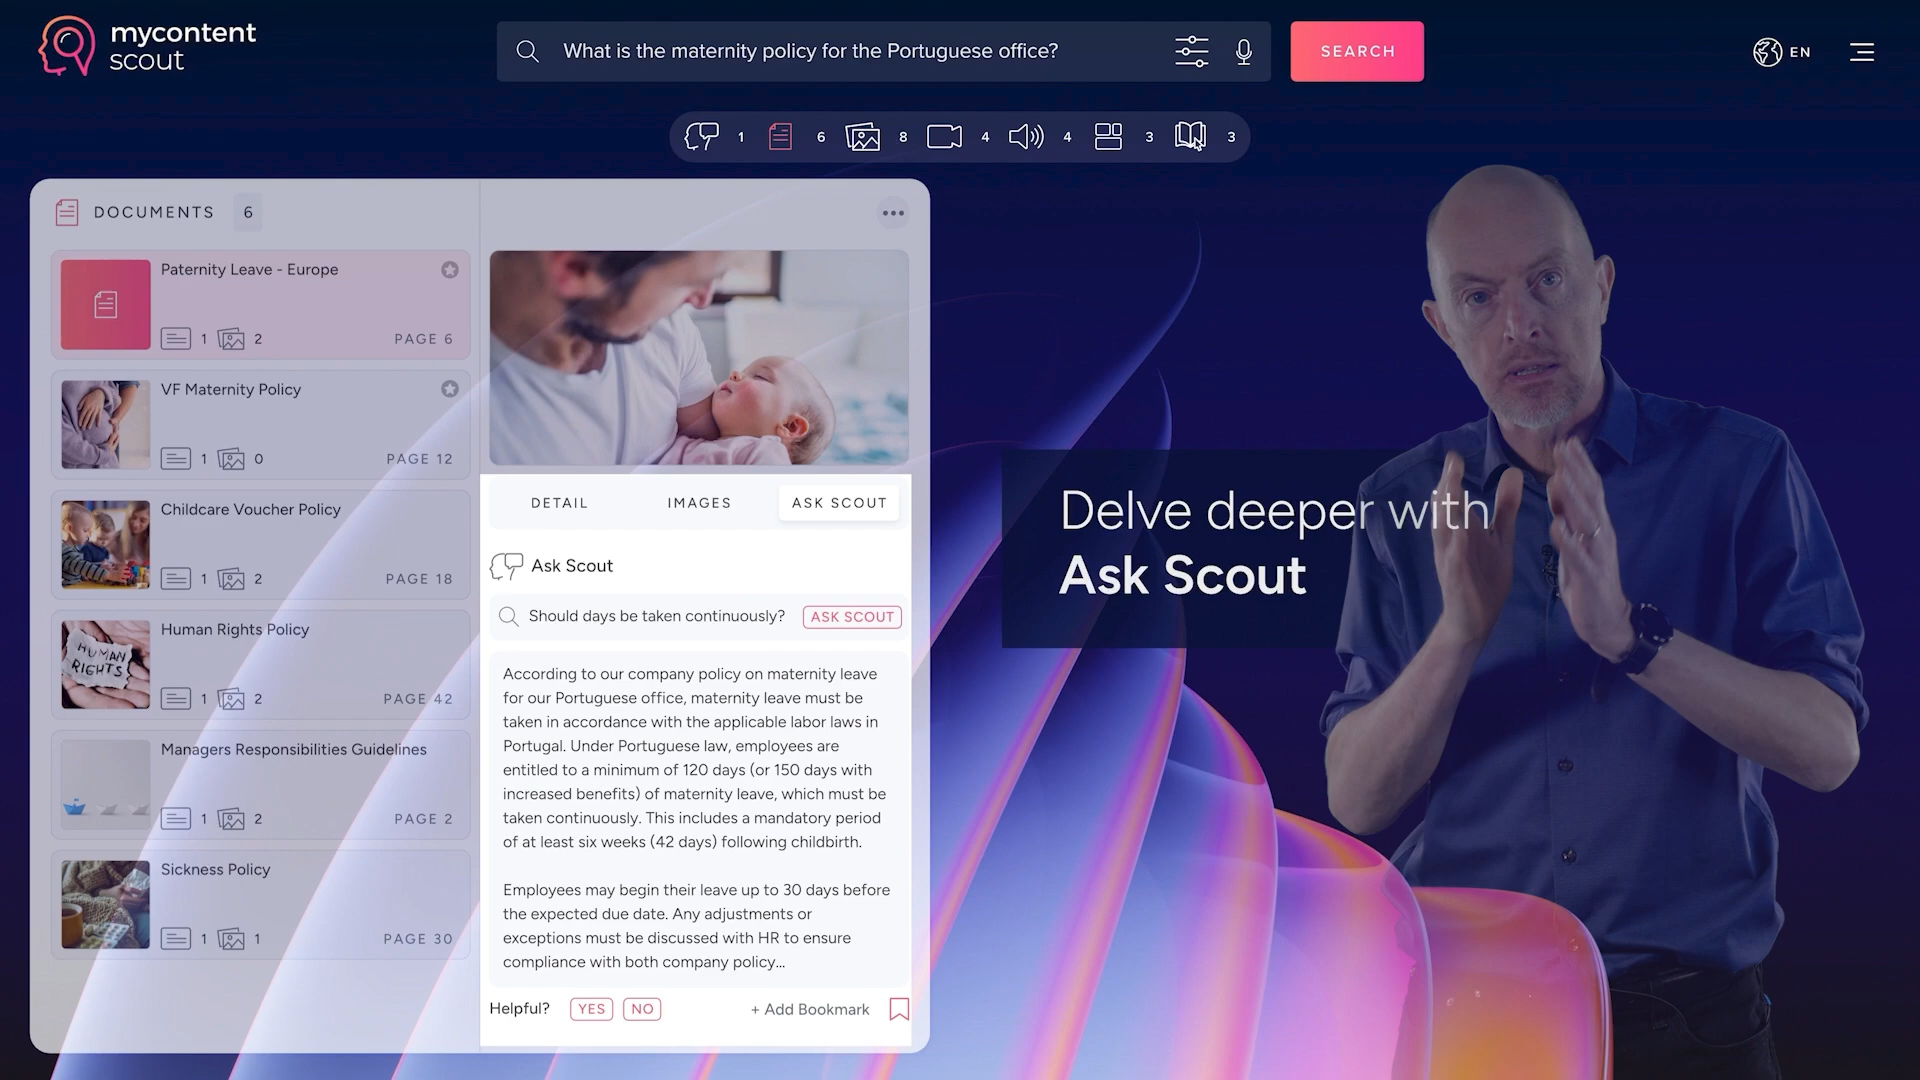 mycontent
scout
What is the maternity policy for the Portuguese office?
SEARCH
EN
1 6 8 4 4 3 3
DOCUMENTS 6
Paternity Leave - Europe
1 2 PAGE 6
VF Maternity Policy
1 0 PAGE 12
Childcare Voucher Policy
1 2 PAGE 18
Human Rights Policy
HUMAN
RIGHTS
1 2 PAGE 42
Managers Responsibilities Guidelines
1 2 PAGE 2
Sickness Policy
1 1 PAGE 30
DETAIL IMAGES ASK SCOUT
Ask Scout
Should days be taken continuously? ASK SCOUT
According to our company policy on maternity leave
for our Portuguese office, maternity leave must be
taken in accordance with the applicable labor laws in
Portugal. Under Portuguese law, employees are
entitled to a minimum of 120 days (or 150 days with
increased benefits) of maternity leave, which must be
taken continuously. This includes a mandatory period
of at least six weeks (42 days) following childbirth.
Employees may begin their leave up to 30 days before
the expected due date. Any adjustments or
exceptions must be discussed with HR to ensure
compliance with both company policy...
Helpful? YES NO + Add Bookmark
Delve deeper with
Ask Scout